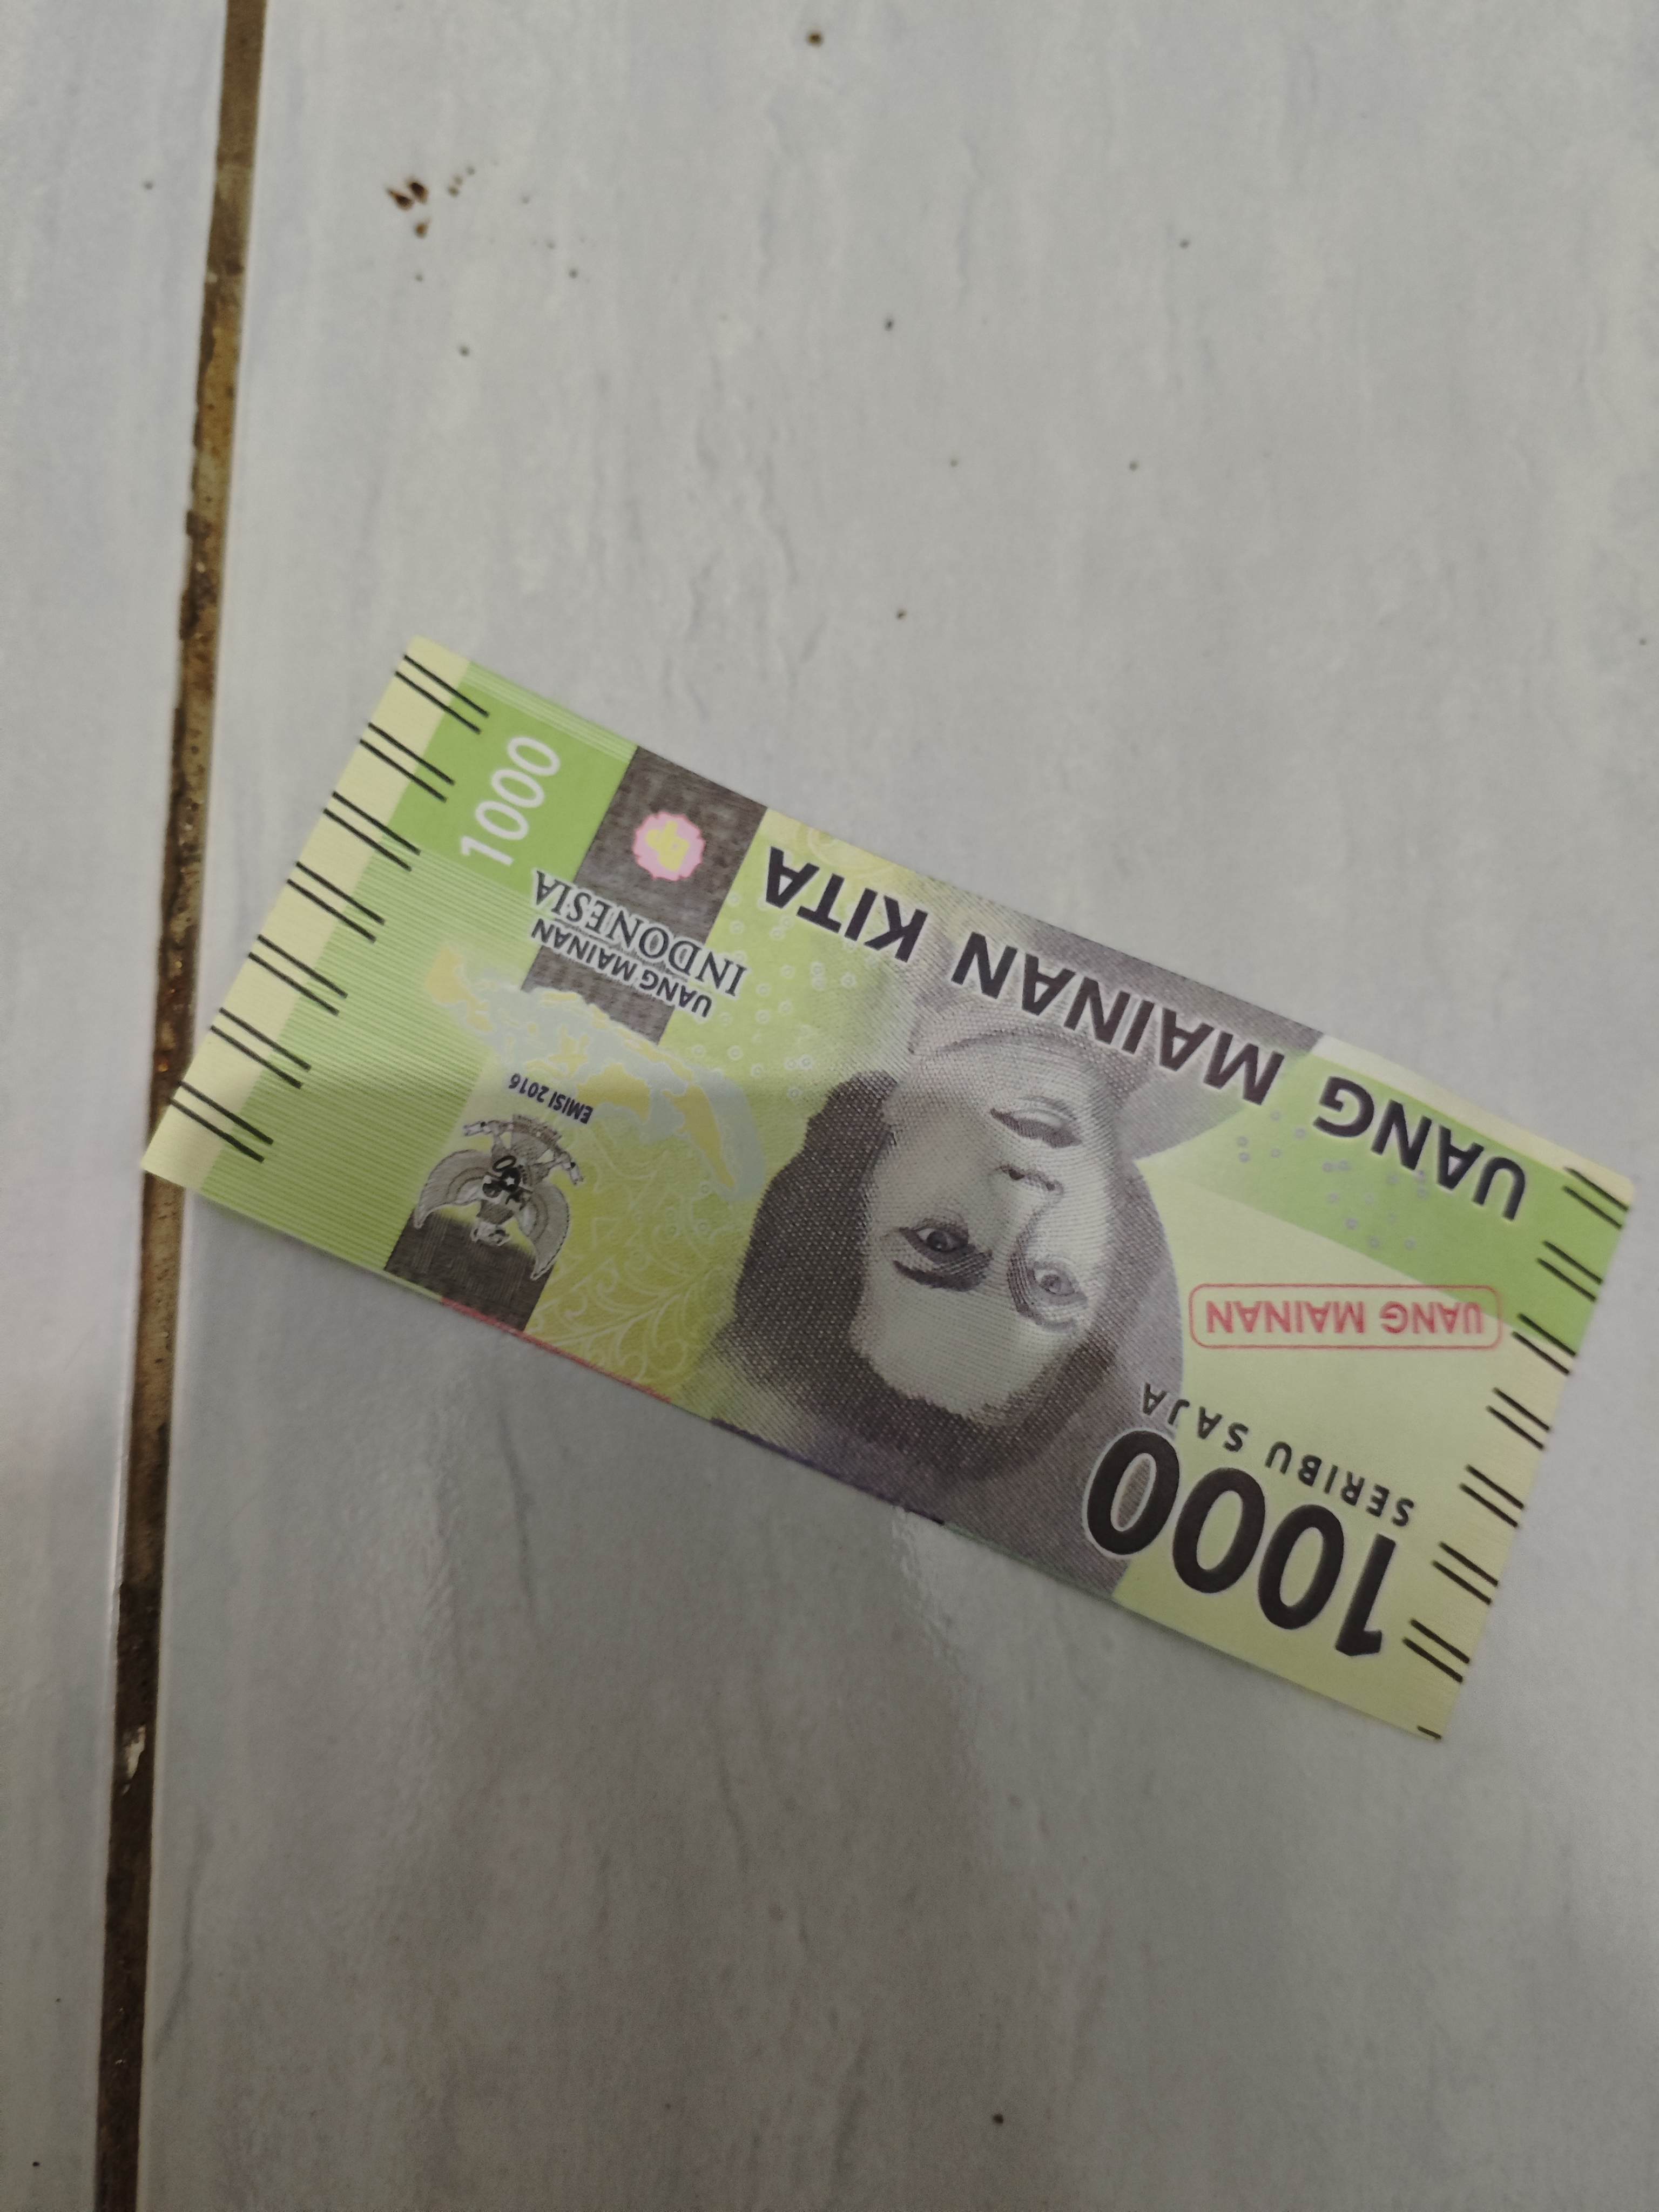 1000
SERIBU SAJA
UANG MAINAN
UANG MAINAN KITA
EMISI 2016
UANG MAINAN
INDONESIA
1000